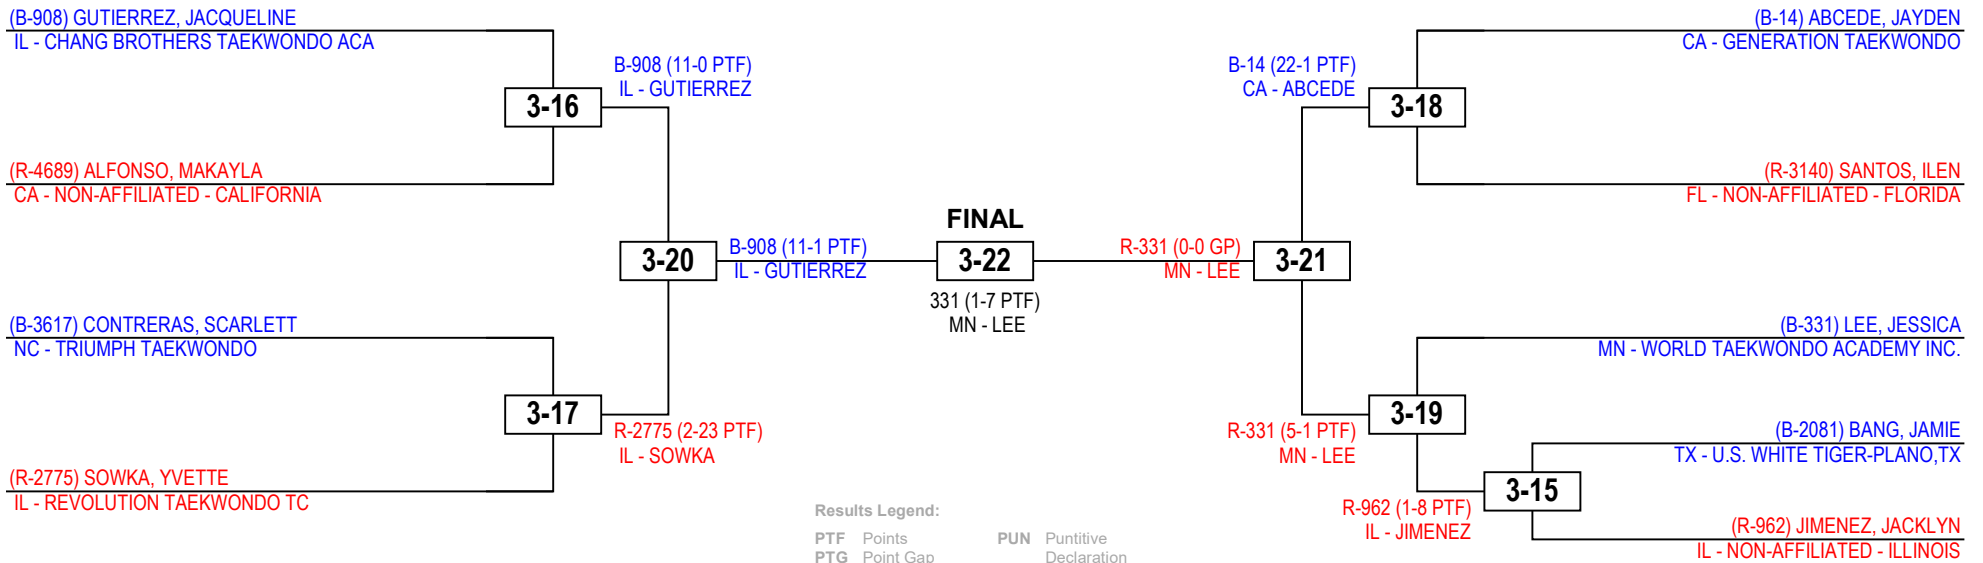 (B-908) GUTIERREZ, JACQUELINE
IL - CHANG BROTHERS TAEKWONDO ACA
B-908 (11-0 PTF)
IL - GUTIERREZ
3-16
(R-4689) ALFONSO, MAKAYLA
CA - NON-AFFILIATED - CALIFORNIA
3-20
B-908 (11-1 PTF)
IL - GUTIERREZ
(B-3617) CONTRERAS, SCARLETT
NC - TRIUMPH TAEKWONDO
3-17
R-2775 (2-23 PTF)
IL - SOWKA
(R-2775) SOWKA, YVETTE
IL - REVOLUTION TAEKWONDO TC
FINAL
3-22
331 (1-7 PTF)
MN - LEE
(B-14) ABCEDE, JAYDEN
CA - GENERATION TAEKWONDO
B-14 (22-1 PTF)
CA - ABCEDE
3-18
(R-3140) SANTOS, ILEN
FL - NON-AFFILIATED - FLORIDA
R-331 (0-0 GP)
MN - LEE
3-21
(B-331) LEE, JESSICA
MN - WORLD TAEKWONDO ACADEMY INC.
3-19
R-331 (5-1 PTF)
MN - LEE
(B-2081) BANG, JAMIE
TX - U.S. WHITE TIGER-PLANO,TX
3-15
R-962 (1-8 PTF)
IL - JIMENEZ
(R-962) JIMENEZ, JACKLYN
IL - NON-AFFILIATED - ILLINOIS
Results Legend:
PTF Points
PTG Point Gap
PUN Puntitive
Declaration